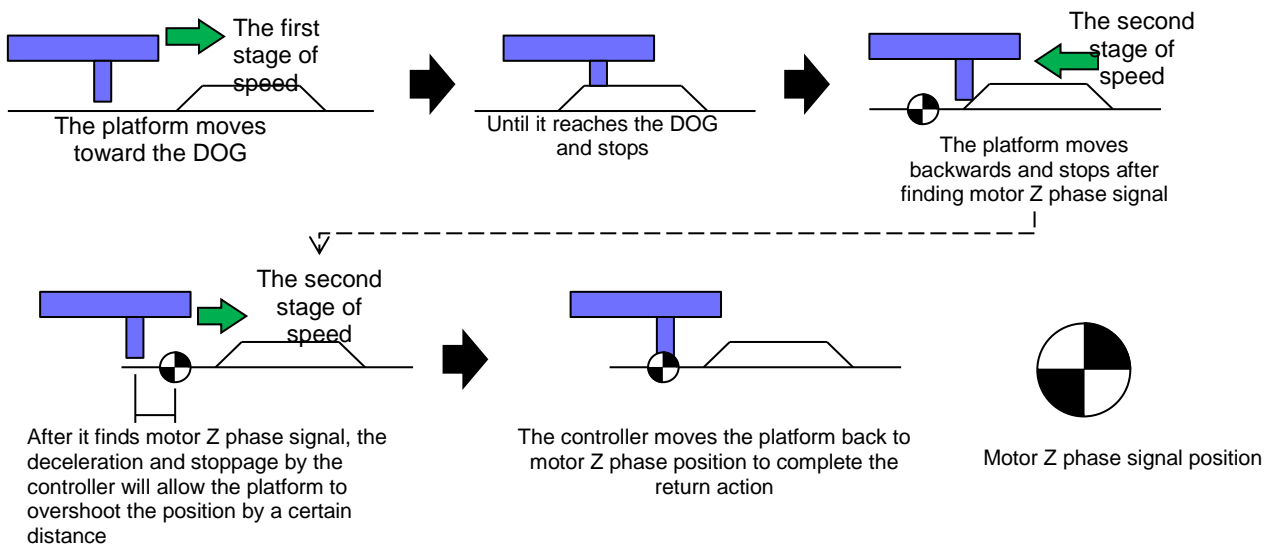 The first
stage of
speed
The platform moves
toward the DOG
Until it reaches the DOG
and stops
The second
stage of
speed
The platform moves
backwards and stops after
finding motor Z phase signal
The second
stage of
speed
After it finds motor Z phase signal, the
deceleration and stoppage by the
controller will allow the platform to
overshoot the position by a certain
distance
The controller moves the platform back to
motor Z phase position to complete the
return action
Motor Z phase signal position